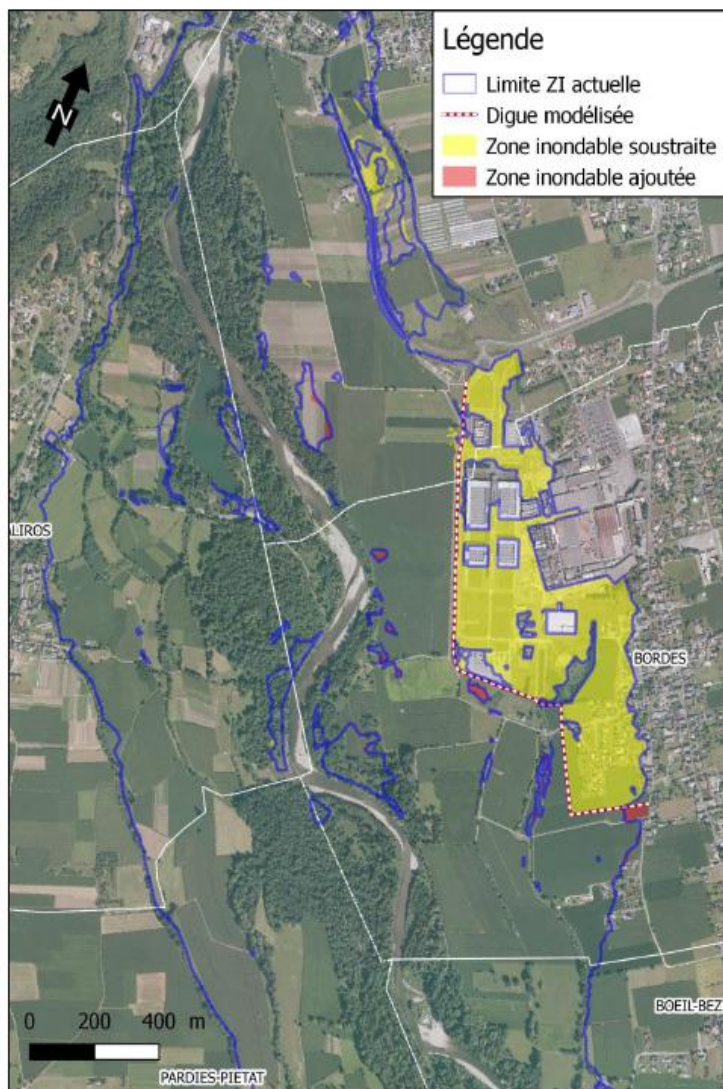 Légende
Limite ZI actuelle
Digue modélisée
Zone inondable soustraite
Zone inondable ajoutée
N
LIROS
BORDES
BOEIL-BEZ
0 200 400 m
PARDIES-PIETAT